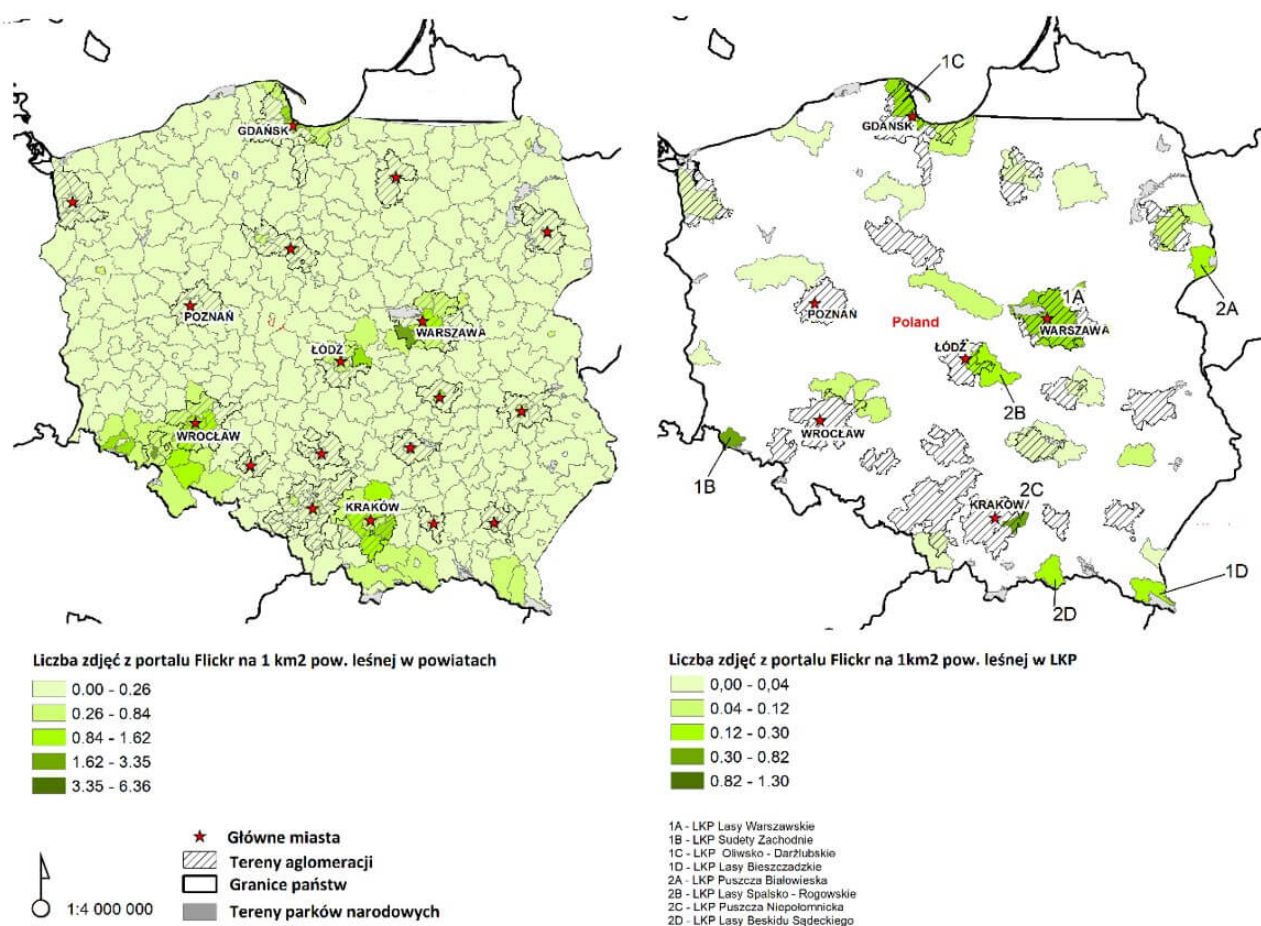 GDAŃSK
POZNAŃ
WARSZAWA
ŁÓDŹ
WROCŁAW
KRAKÓW
1C
GDAŃSK
2A
1A
POZNAŃ
Poland
WARSZAWA
ŁÓDŹ
2B
WROCŁAW
1B
2C
KRAKÓW
1D
2D
Liczba zdjęć z portalu Flickr na 1 km2 pow. leśnej w powiatach
0.00 - 0.26
0.26 - 0.84
0.84 - 1.62
1.62 - 3.35
3.35 - 6.36
Główne miasta
Tereny aglomeracji
Granice państw
Tereny parków narodowych
1:4 000 000
Liczba zdjęć z portalu Flickr na 1km2 pow. leśnej w LKP
0,00 - 0,04
0.04 - 0.12
0.12 - 0.30
0.30 - 0.82
0.82 - 1.30
1A - LKP Lasy Warszawskie
1B - LKP Sudety Zachodnie
1C - LKP Oliwsko - Darżlubskie
1D - LKP Lasy Bieszczadzkie
2A - LKP Puszcza Białowieska
2B - LKP Lasy Spalsko - Rogowskie
2C - LKP Puszcza Niepołomnicka
2D - LKP Lasy Beskidu Sądeckiego